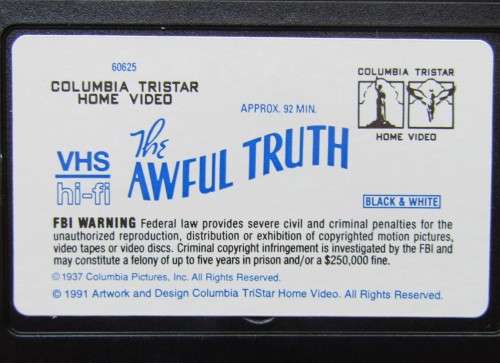 60625
COLUMBIA TRISTAR
HOME VIDEO
COLUMBIA TRISTAR
HOME VIDEO
APPROX. 92 MIN.
VHS
hi-fi
The
AWFUL TRUTH
BLACK & WHITE
FBI WARNING Federal law provides severe civil and criminal penalties for the
unauthorized reproduction, distribution or exhibition of copyrighted motion pictures,
video tapes or video discs. Criminal copyright infringement is investigated by the FBI and
may constitute a felony of up to five years in prison and/or a $250,000 fine.
©1937 Columbia Pictures, Inc. All Rights Reserved.
© 1991 Artwork and Design Columbia TriStar Home Video. All Rights Reserved.